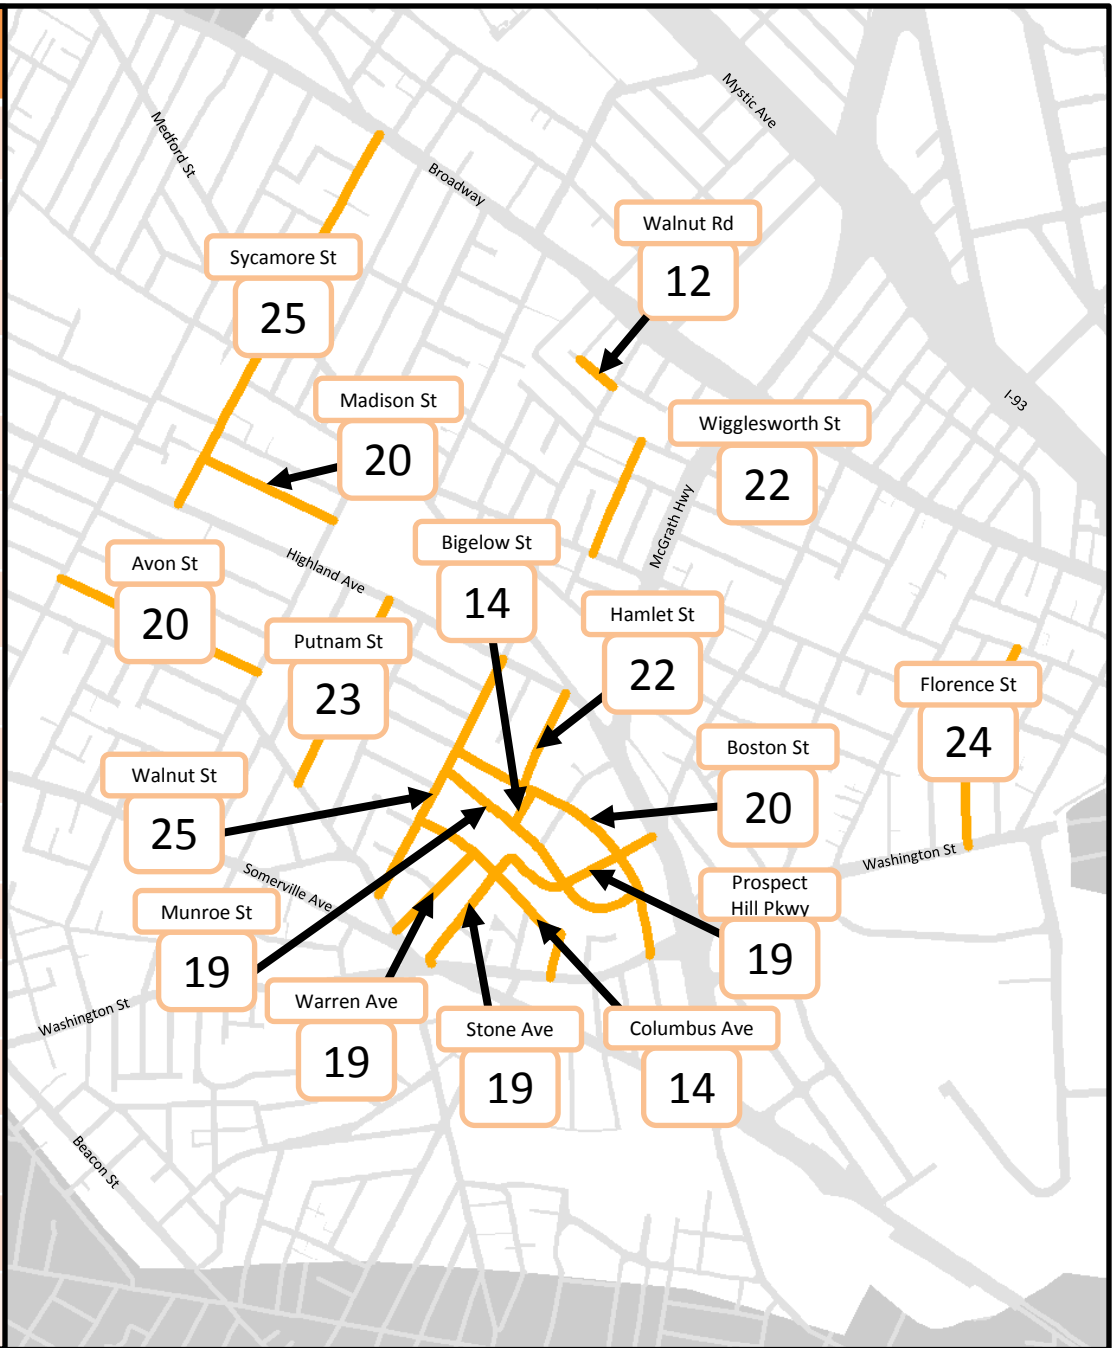 Mystic Ave
Medford St
Broadway
Walnut Rd
12
Sycamore St
25
Madison St
20
I-93
Wigglesworth St
22
McGrath Hwy
Bigelow St
14
Highland Ave
Avon St
20
Hamlet St
22
Putnam St
23
Florence St
24
Boston St
20
Walnut St
25
Washington St
Somerville Ave
Prospect
Hill Pkwy
19
Munroe St
19
Warren Ave
19
Washington St
Stone Ave
19
Columbus Ave
14
Beacon St